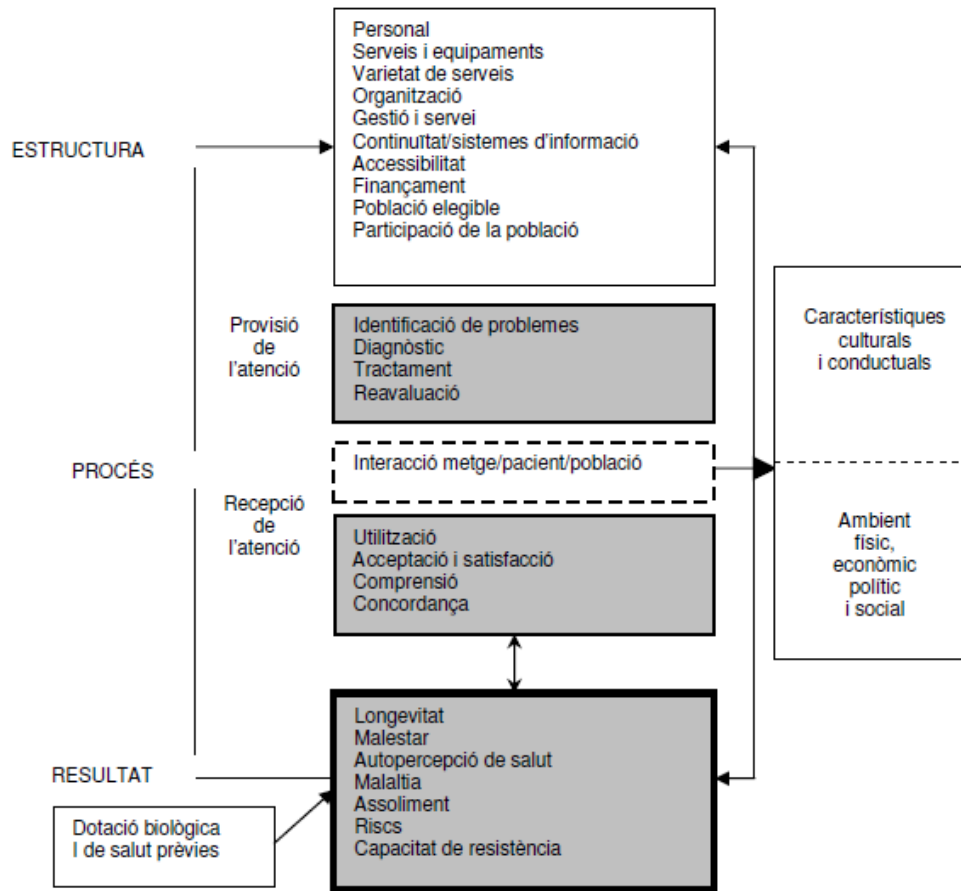 Personal
Serveis i equipaments
Varietat de serveis
Organització
Gestió i servei
Continuïtat/sistemes d'informació
Accessibilitat
Finançament
Població elegible
Participació de la població
ESTRUCTURA
Provisió
de
l'atenció
Identificació de problemes
Diagnòstic
Tractament
Reavaluació
Característiques
culturals
i conductuals
PROCÉS
Interacció metge/pacient/població
Recepció
de
l'atenció
Utilització
Acceptació i satisfacció
Comprensió
Concordança
Ambient
físic,
econòmic
polític
i social
RESULTAT
Longevitat
Malestar
Autopercepció de salut
Malaltia
Assoliment
Riscs
Capacitat de resistència
Dotació biològica
I de salut prèvies